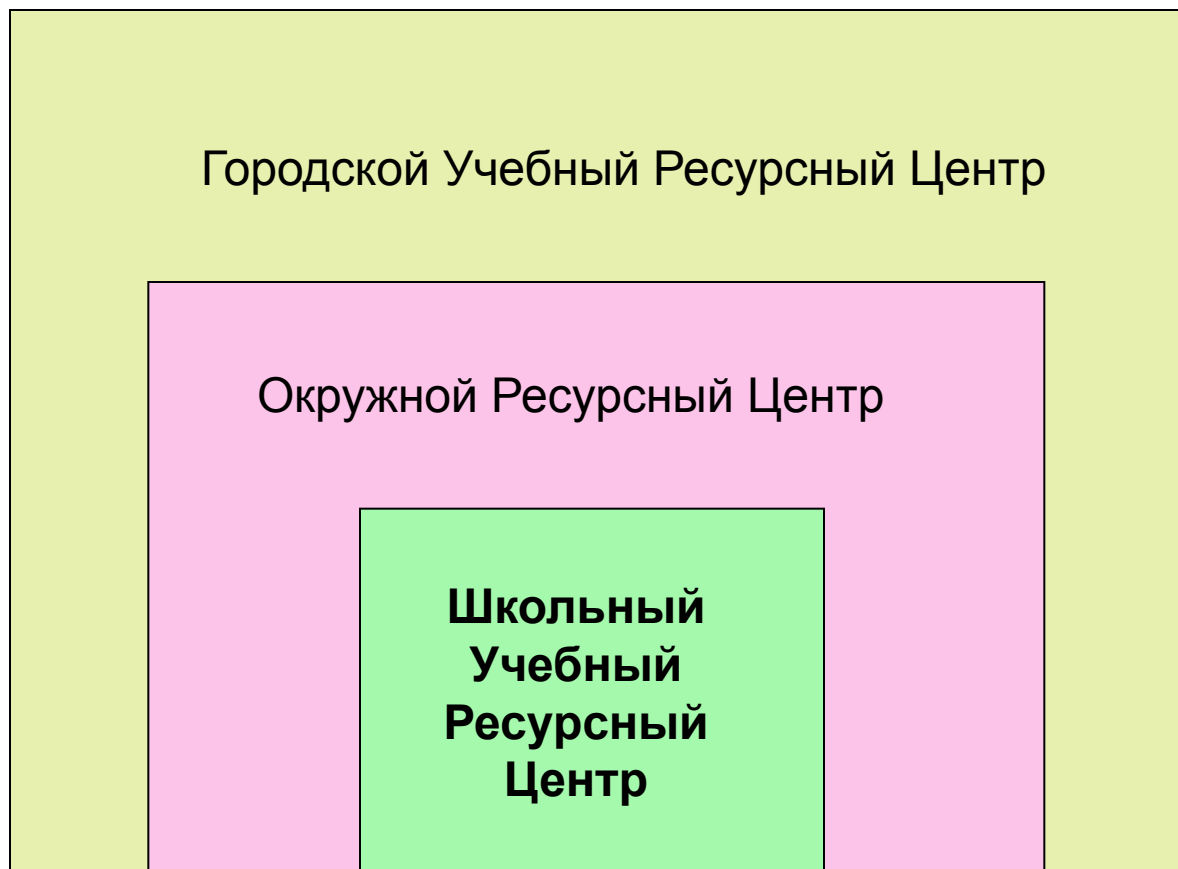 Городской Учебный Ресурсный Центр
Окружной Ресурсный Центр
Школьный
Учебный
Ресурсный
Центр